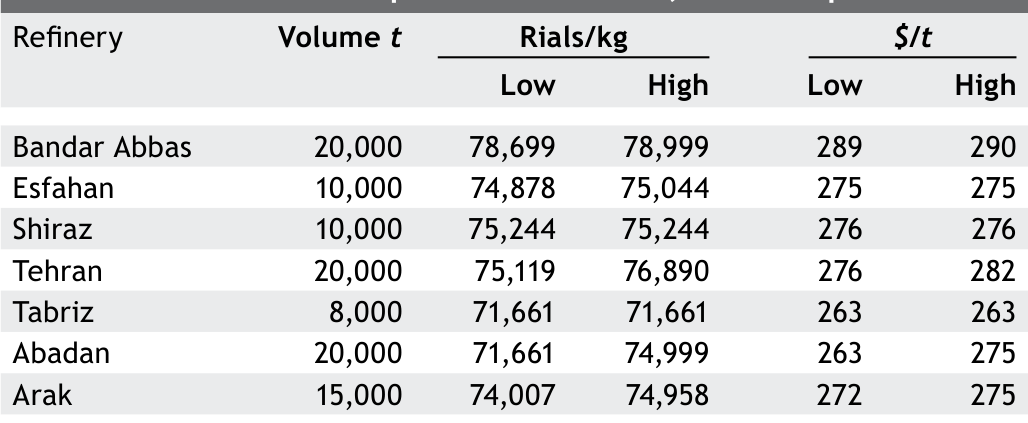 Refinery Volume t Rials/kg $/t
Low High Low High
Bandar Abbas 20,000 78,699 78,999 289 290
Esfahan 10,000 74,878 75,044 275 275
Shiraz 10,000 75,244 75,244 276 276
Tehran 20,000 75,119 76,890 276 282
Tabriz 8,000 71,661 71,661 263 263
Abadan 20,000 71,661 74,999 263 275
Arak 15,000 74,007 74,958 272 275